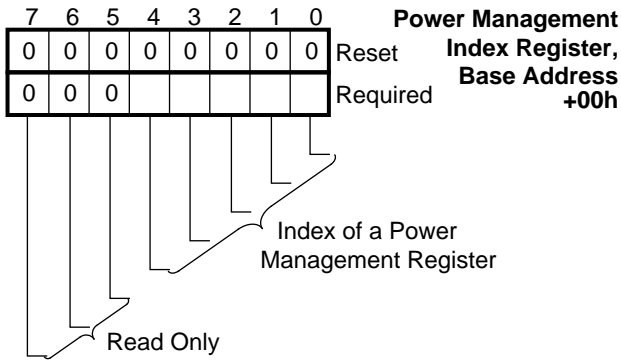 7 6 5 4 3 2 1 0
Power Management
Index Register,
Base Address
+00h
0 0 0 0 0 0 0 0 Reset
0 0 0 Required
Index of a Power
Management Register
Read Only